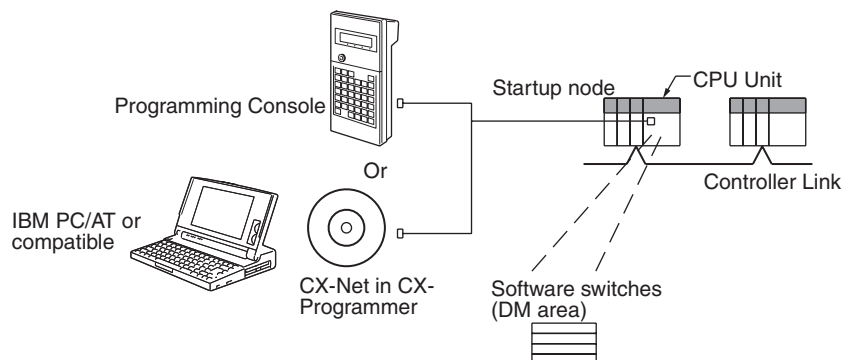 Startup node
CPU Unit
Programming Console
Or
Controller Link
IBM PC/AT or
compatible
CX-Net in CX-
Programmer
Software switches
(DM area)